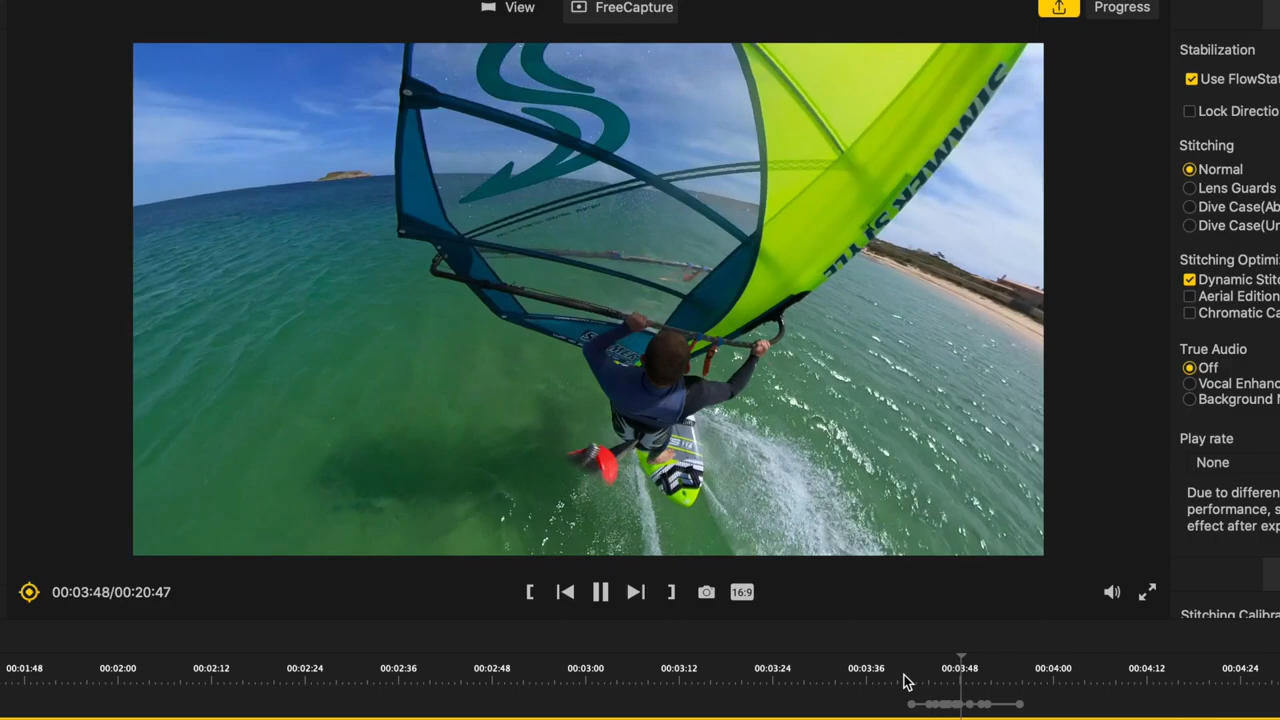 View
FreeCapture
Progress
Stabilization
Use FlowStat
Lock Directio
Stitching
Normal
Lens Guards
Dive Case(Ab
Dive Case(Un
Stitching Optimiz
Dynamic Stitc
Aerial Edition
Chromatic Ca
True Audio
Off
Vocal Enhanc
Background N
Play rate
None
Due to differen
performance, s
effect after exp
00:03:48/00:20:47
16:9
Stitching Calibra
00:01:48 00:02:00 00:02:12 00:02:24 00:02:36 00:02:48 00:03:00 00:03:12 00:03:24 00:03:36 00:03:48 00:04:00 00:04:12 00:04:24